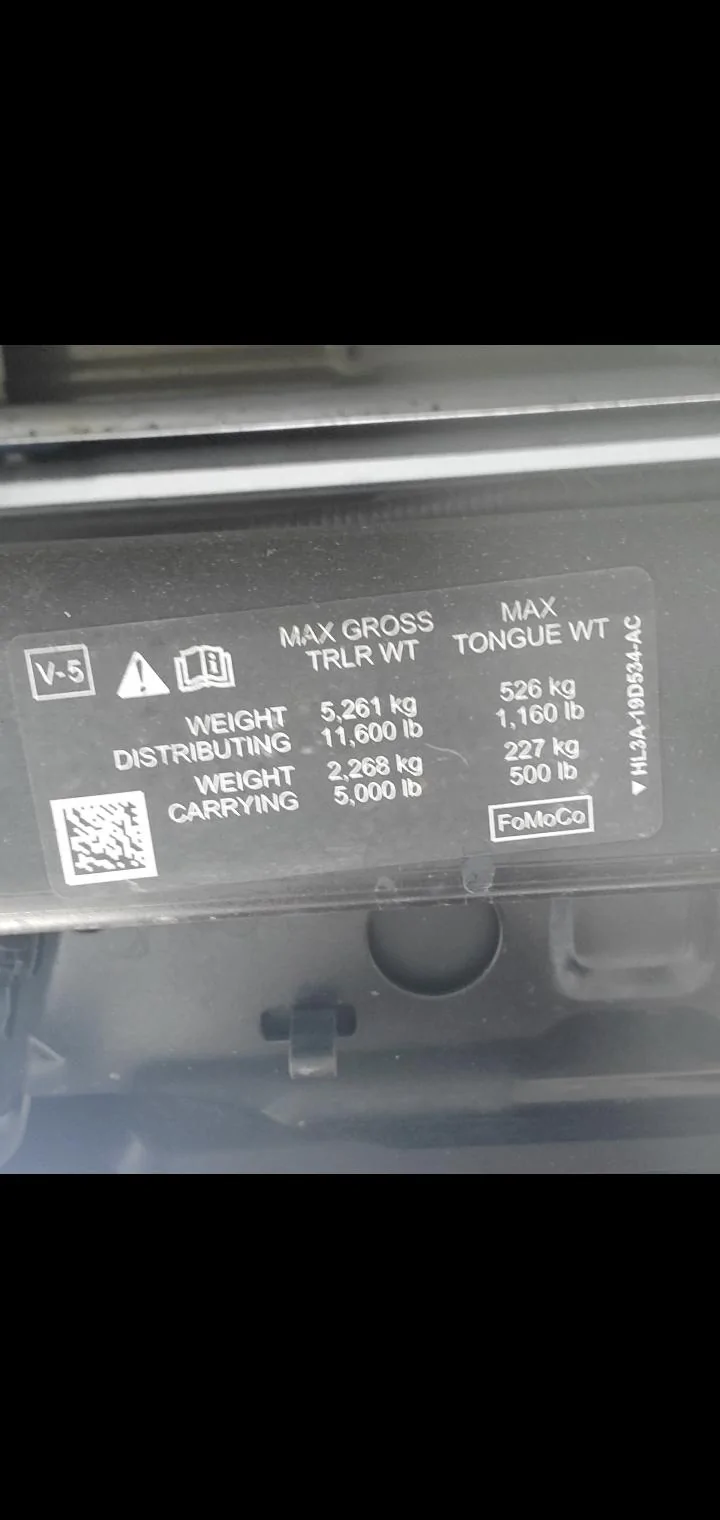 V-5
MAX GROSS
TRLR WT
MAX
TONGUE WT
WEIGHT
DISTRIBUTING
5,261 kg
11,600 lb
526 kg
1,160 lb
WEIGHT
CARRYING
2,268 kg
5,000 lb
227 kg
500 lb
FoMoCo
▼HL3A-19D534-AC